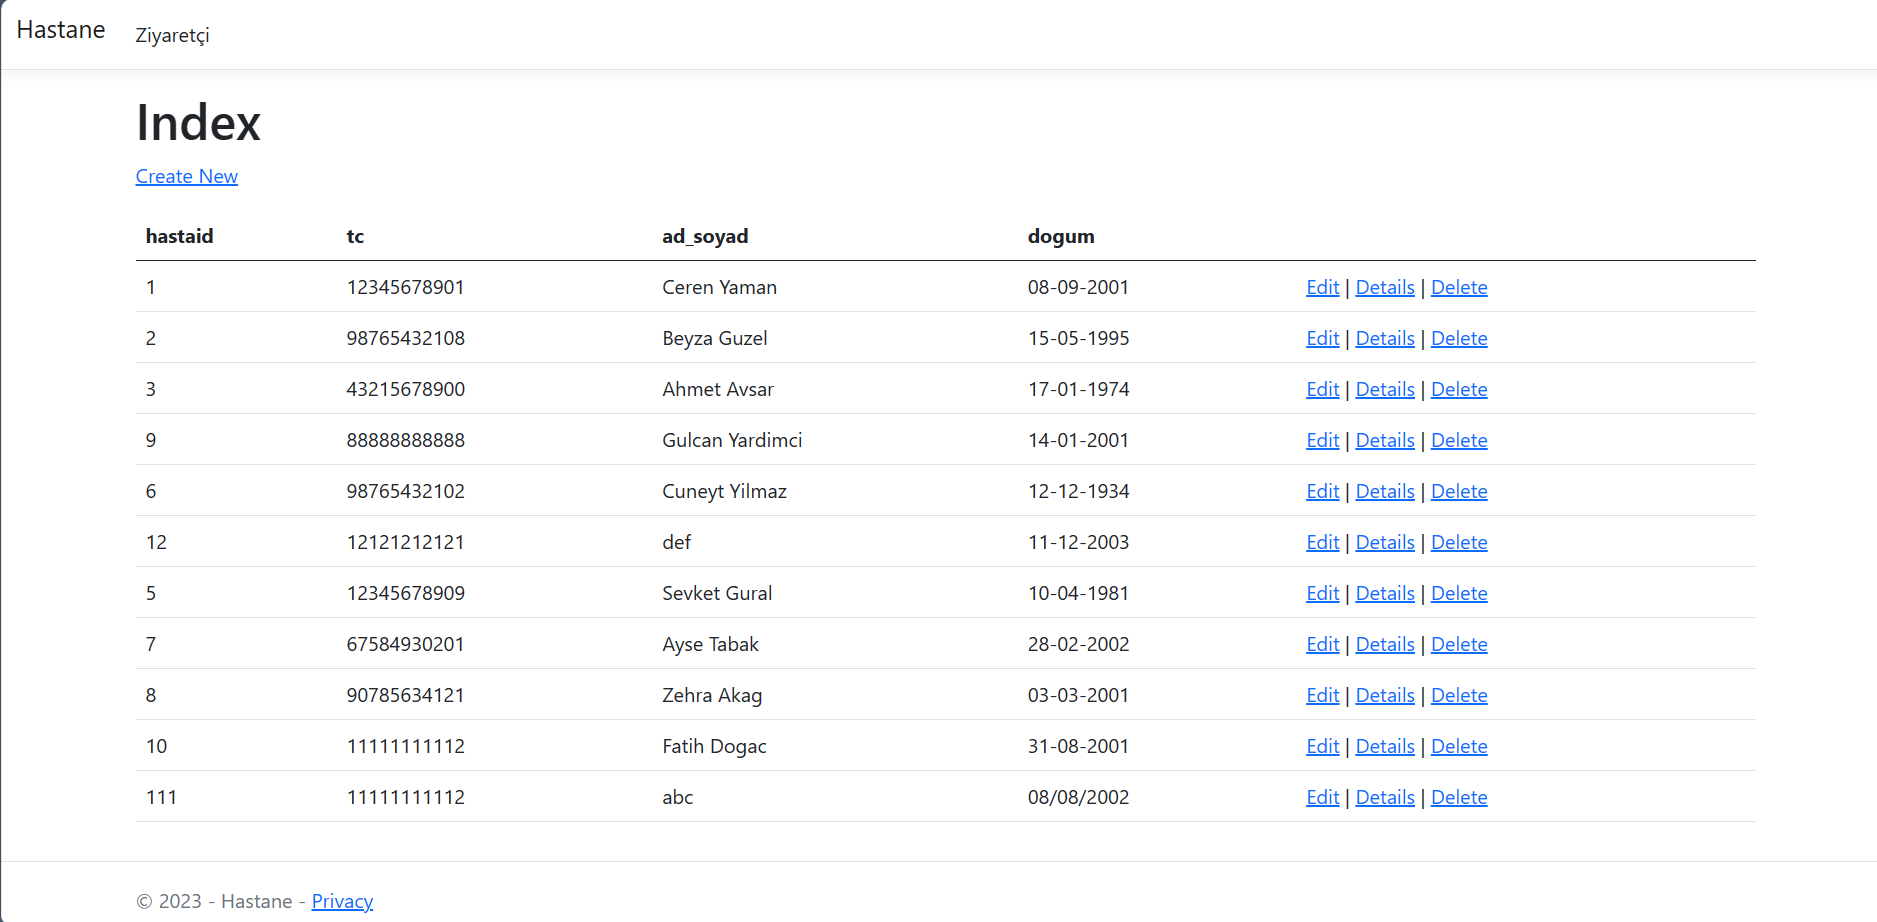 Hastane Ziyaretçi
Index
Create New
hastaid tc ad_soyad dogum
1 12345678901 Ceren Yaman 08-09-2001 Edit | Details | Delete
2 98765432108 Beyza Guzel 15-05-1995 Edit | Details | Delete
3 43215678900 Ahmet Avsar 17-01-1974 Edit | Details | Delete
9 88888888888 Gulcan Yardimci 14-01-2001 Edit | Details | Delete
6 98765432102 Cuneyt Yilmaz 12-12-1934 Edit | Details | Delete
12 12121212121 def 11-12-2003 Edit | Details | Delete
5 12345678909 Sevket Gural 10-04-1981 Edit | Details | Delete
7 67584930201 Ayse Tabak 28-02-2002 Edit | Details | Delete
8 90785634121 Zehra Akag 03-03-2001 Edit | Details | Delete
10 11111111112 Fatih Dogac 31-08-2001 Edit | Details | Delete
111 11111111112 abc 08/08/2002 Edit | Details | Delete
© 2023 - Hastane - Privacy